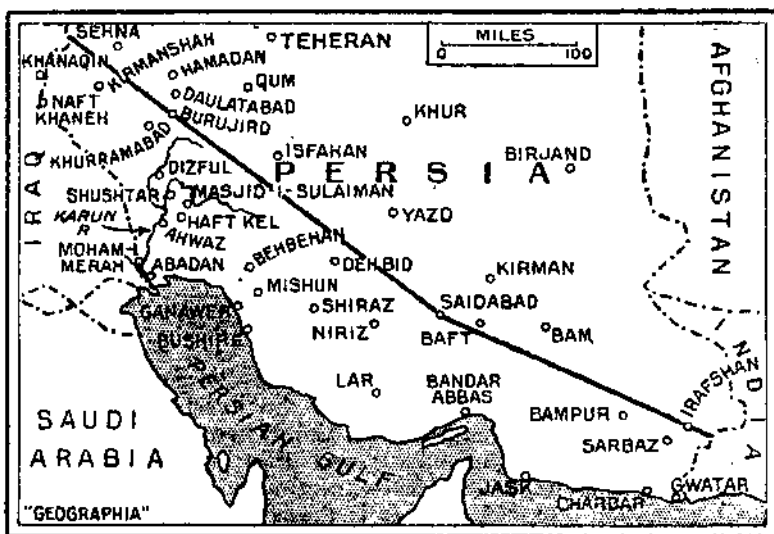 SEHNA
TEHERAN
MILES
0 100
KHANAQIN
KIRMANSHAH
HAMADAN
QUM
NAFT
KHANEH
DAULATABAD
BURUJIRD
KHUR
AFGHANISTAN
KHURRAMABAD
ISFAHAN
PERSIA
BIRJAND
IRAQ
DIZFUL
SHUSHTAR
MASJID I-SULAIMAN
KARUN
R
HAFT KEL
YAZD
AHWAZ
MOHAM-
MERAH
ABADAN
BEHBEHAN
DEHBID
KIRMAN
MISHUN
SAIDABAD
GANAWER
SHIRAZ
BUSHIRE
NIRIZ
BAFT
BAM
INDIA
PERSIAN GULF
LAR
BANDAR
ABBAS
BAMPUR
IRAFSHAN
SARBAZ
SAUDI
ARABIA
JASK
CHARBAR
GWATAR
"GEOGRAPHIA"